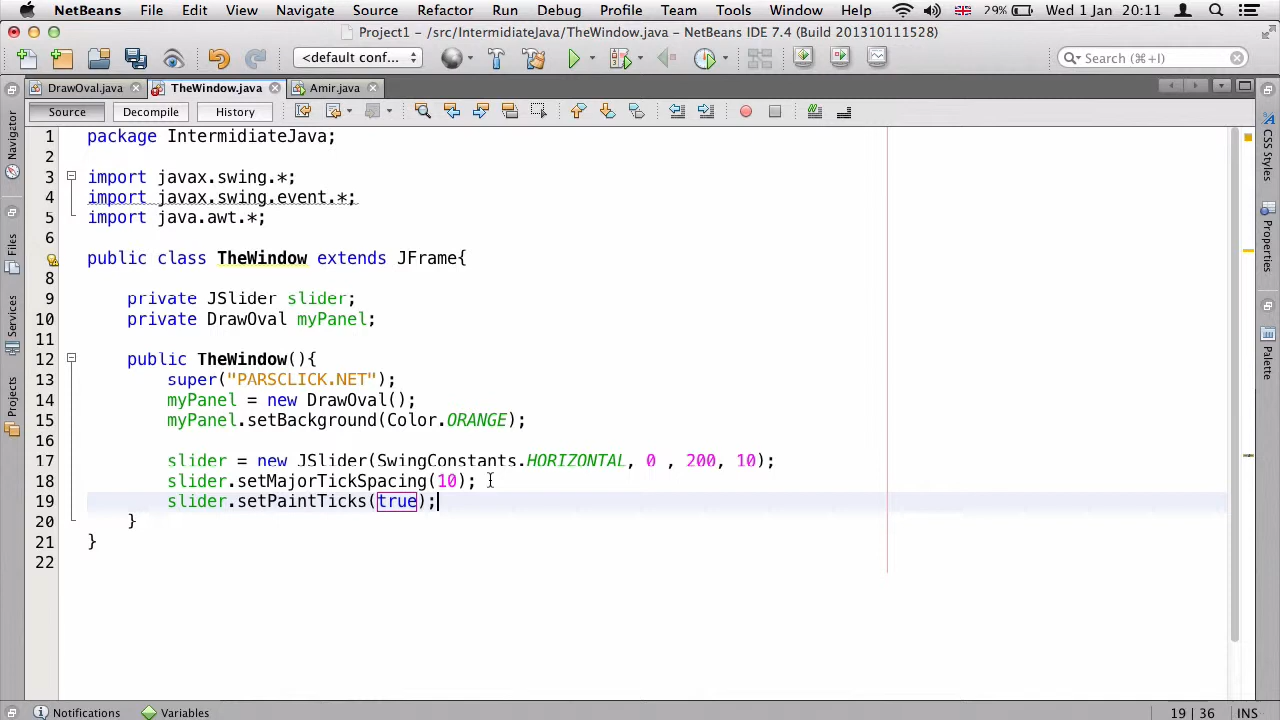 NetBeans File Edit View Navigate Source Refactor Run Debug Profile Team Tools Window Help 29% Wed 1 Jan 20:11
Project1 - /src/IntermidiateJava/TheWindow.java - NetBeans IDE 7.4 (Build 201310111528)
<default conf... Search (⌘+I)
DrawOval.java TheWindow.java Amir.java
Source Decompile History
Navigator
Files
Services
Projects
1 package IntermidiateJava;
2
3 import javax.swing.*;
4 import javax.swing.event.*;
5 import java.awt.*;
6
7 public class TheWindow extends JFrame{
8
9 private JSlider slider;
10 private DrawOval myPanel;
11
12 public TheWindow(){
13 super("PARSCLICK.NET");
14 myPanel = new DrawOval();
15 myPanel.setBackground(Color.ORANGE);
16
17 slider = new JSlider(SwingConstants.HORIZONTAL, 0 , 200, 10);
18 slider.setMajorTickSpacing(10);
19 slider.setPaintTicks(true);
20 }
21 }
22
CSS Styles
Properties
Palette
Notifications Variables 19 | 36 INS